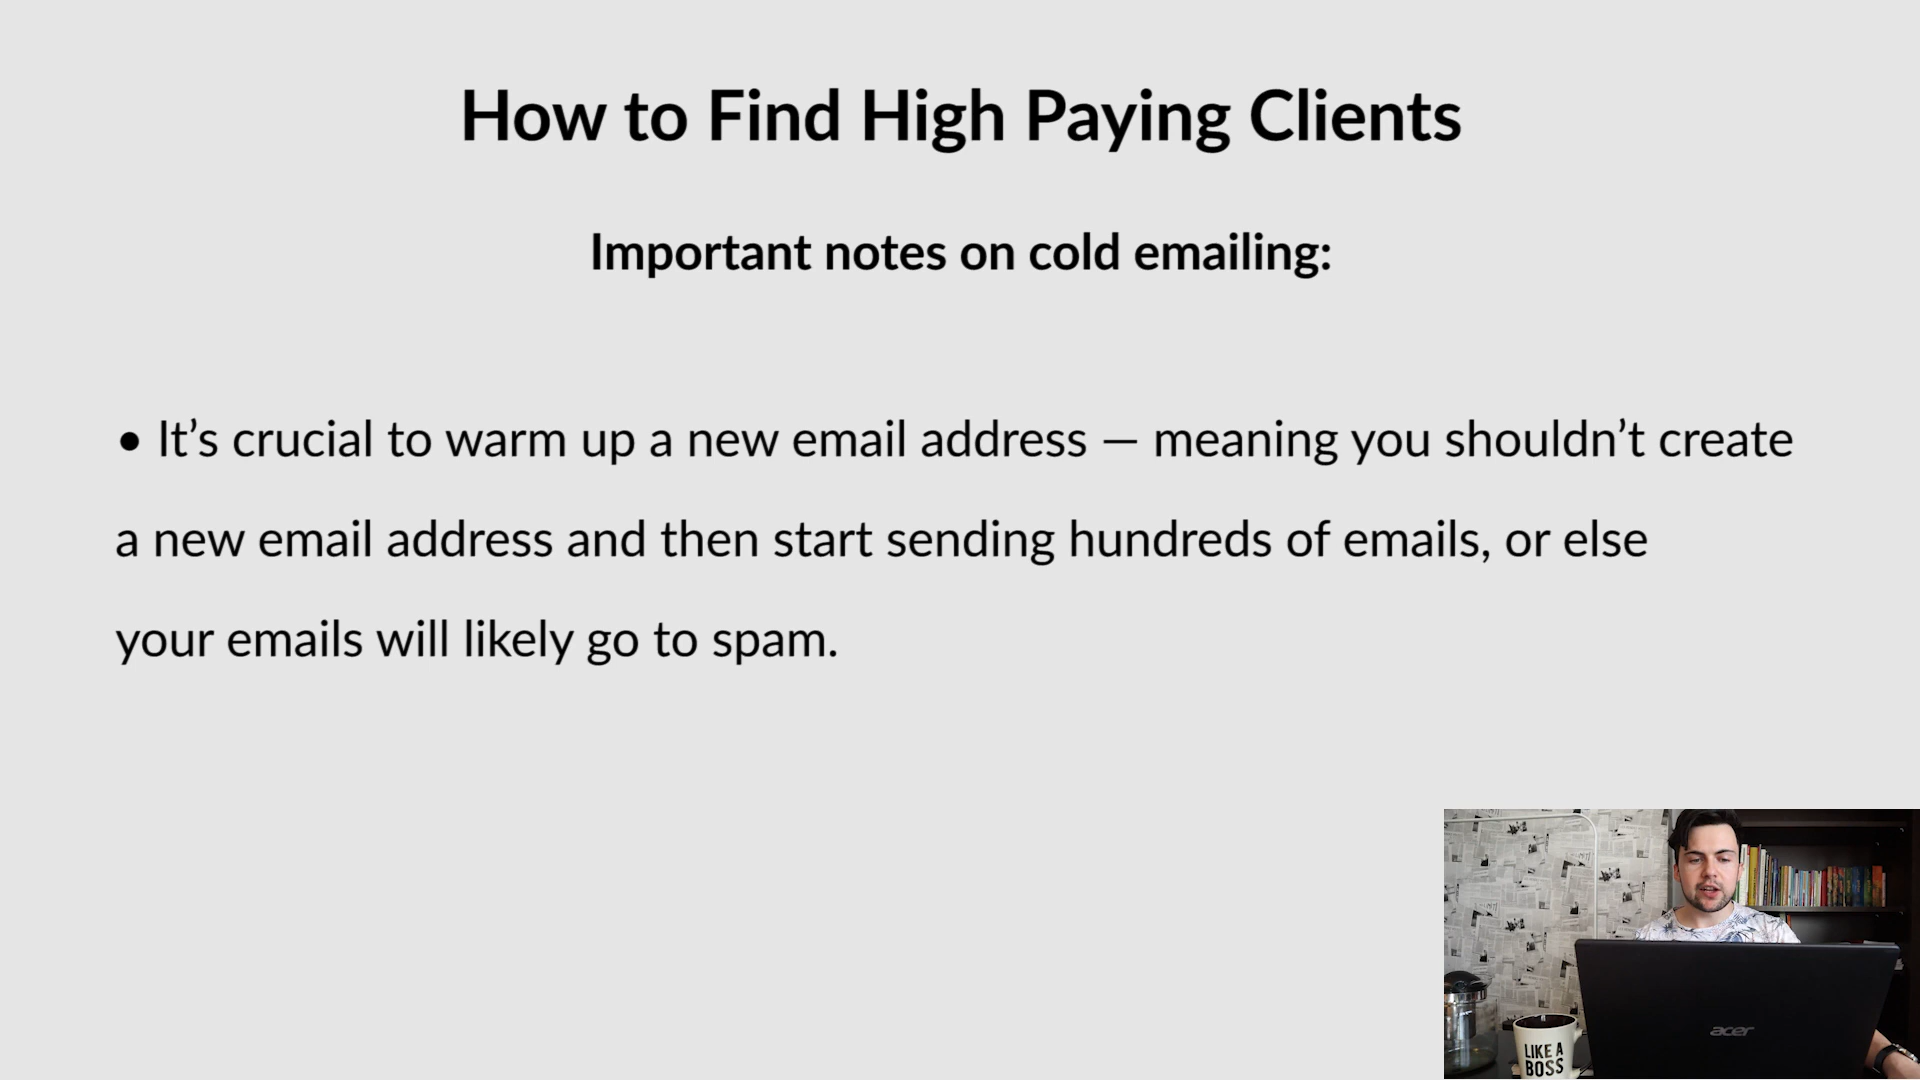 How to Find High Paying Clients
Important notes on cold emailing:
• It’s crucial to warm up a new email address — meaning you shouldn’t create
a new email address and then start sending hundreds of emails, or else
your emails will likely go to spam.
acer
LIKE A
BOSS